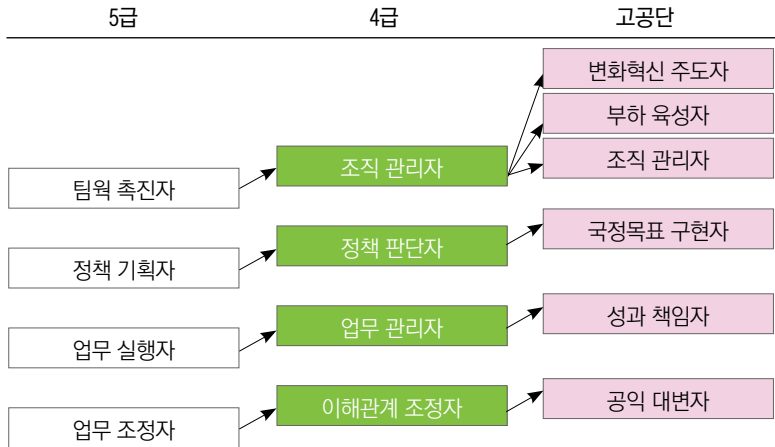 5급 4급 고공단
변화혁신 주도자
부하 육성자
조직 관리자 조직 관리자
팀웍 촉진자
정책 판단자 국정목표 구현자
정책 기획자
업무 관리자 성과 책임자
업무 실행자
이해관계 조정자 공익 대변자
업무 조정자